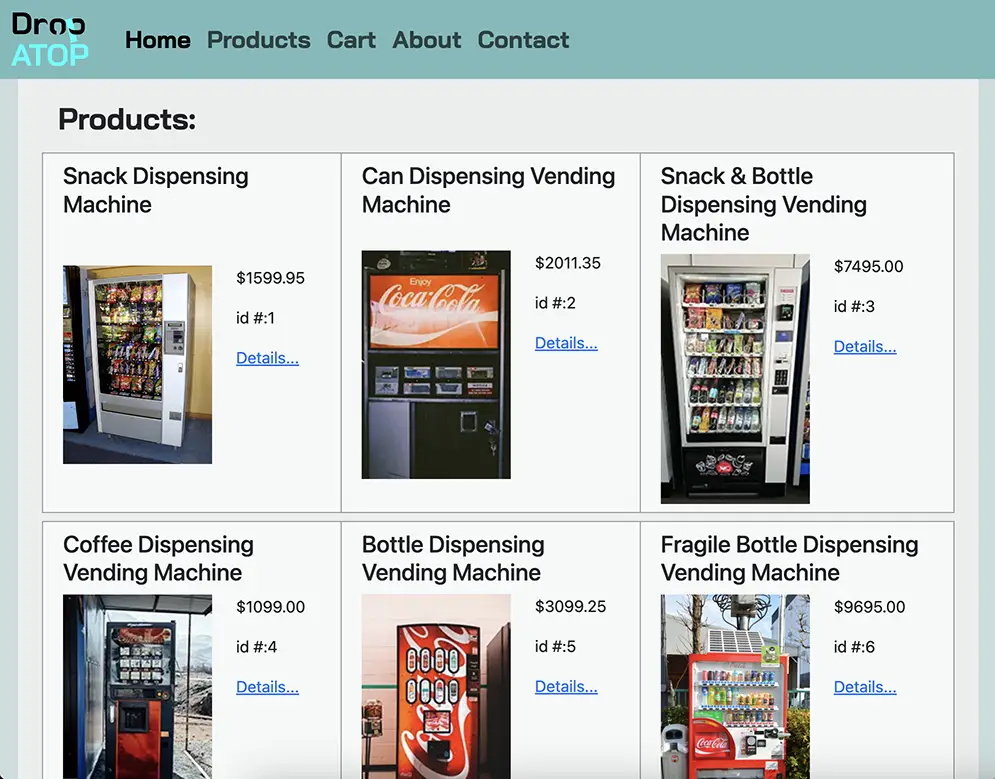 Drop
ATOP
Home Products Cart About Contact
Products:
Snack Dispensing
Machine
$1599.95
id #:1
Details...
Can Dispensing Vending
Machine
Enjoy
Coca-Cola
$2011.35
id #:2
Details...
Snack & Bottle
Dispensing Vending
Machine
$7495.00
id #:3
Details...
Coffee Dispensing
Vending Machine
$1099.00
id #:4
Details...
Bottle Dispensing
Vending Machine
$3099.25
id #:5
Details...
Fragile Bottle Dispensing
Vending Machine
Coca-Cola
$9695.00
id #:6
Details...